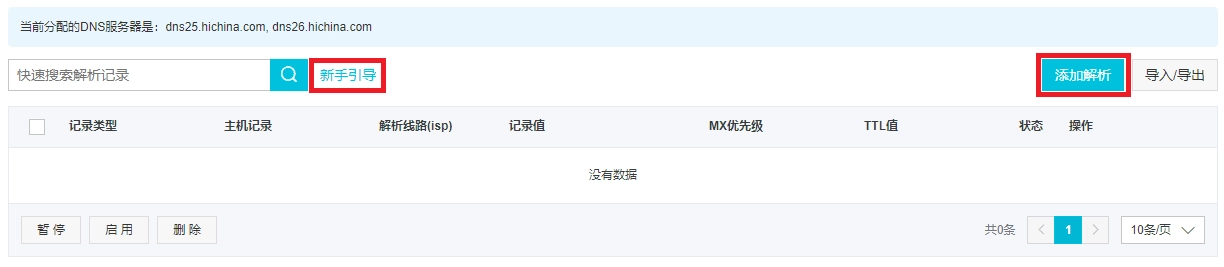 当前分配的DNS服务器是：dns25.hichina.com, dns26.hichina.com
快速搜索解析记录 新手引导 添加解析 导入/导出
记录类型 主机记录 解析线路(isp) 记录值 MX优先级 TTL值 状态 操作
没有数据
暂 停 启 用 删 除 共0条 1 10条/页